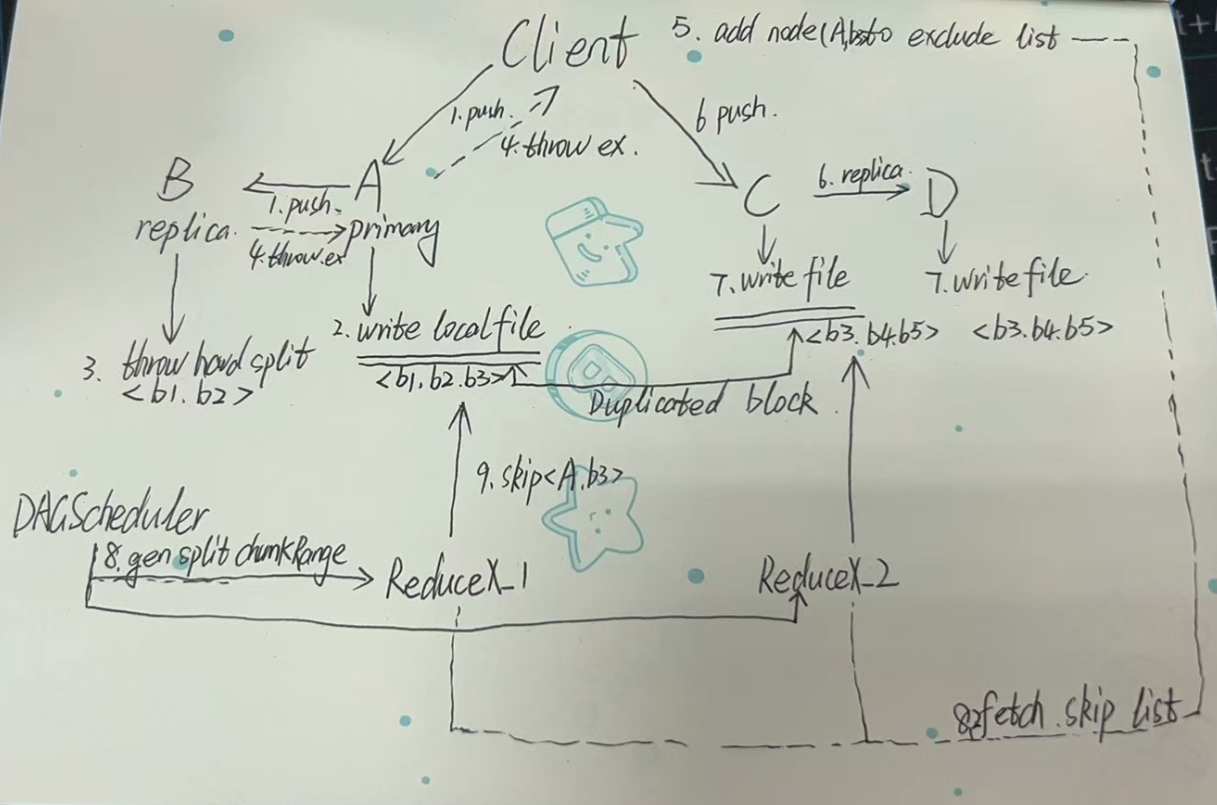 Client
5. add node(A,b3)to exclude list
1.push.
4.throw ex.
6 push.
B
A
1.push.
replica.
primary
4.throw.ex
C
6. replica.
D
7.write file
7.write file
<b3.b4.b5>
<b3.b4.b5>
2.write localfile
3. throw hard split
<b1.b2>
<b1.b2.b3>
Duplicated block
9.skip<A.b3>
DAGScheduler
8.gen split chunkRange
ReduceX_1
ReduceX_2
fetch skip list